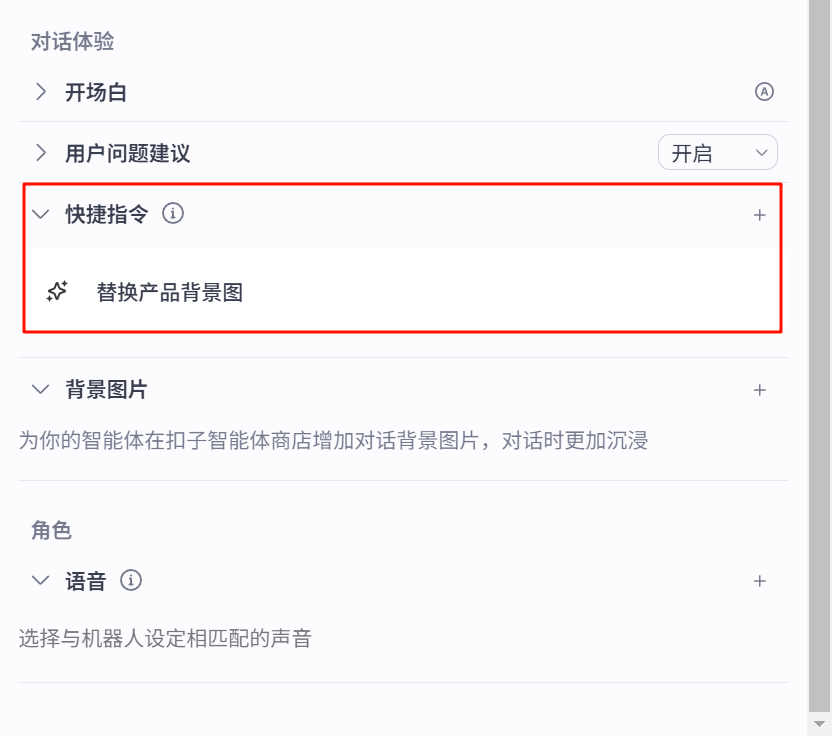 对话体验
开场白
用户问题建议 开启
快捷指令
替换产品背景图
背景图片
为你的智能体在扣子智能体商店增加对话背景图片，对话时更加沉浸
角色
语音
选择与机器人设定相匹配的声音